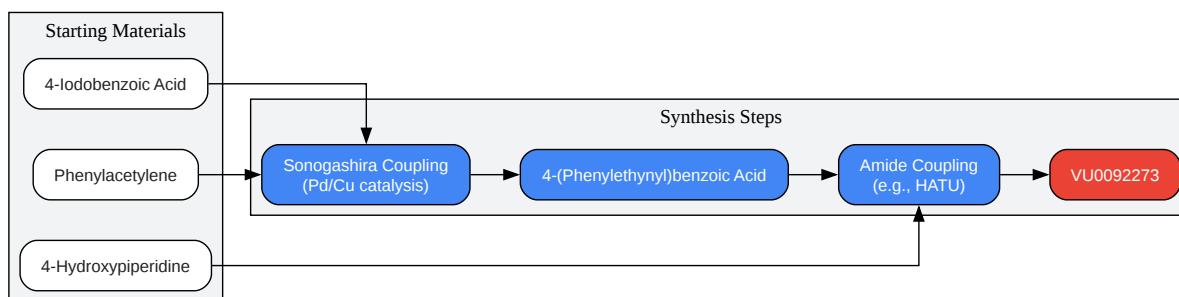 Starting Materials
4-Iodobenzoic Acid
Phenylacetylene
4-Hydroxypiperidine
Synthesis Steps
Sonogashira Coupling
(Pd/Cu catalysis)
4-(Phenylethynyl)benzoic Acid
Amide Coupling
(e.g., HATU)
VU0092273